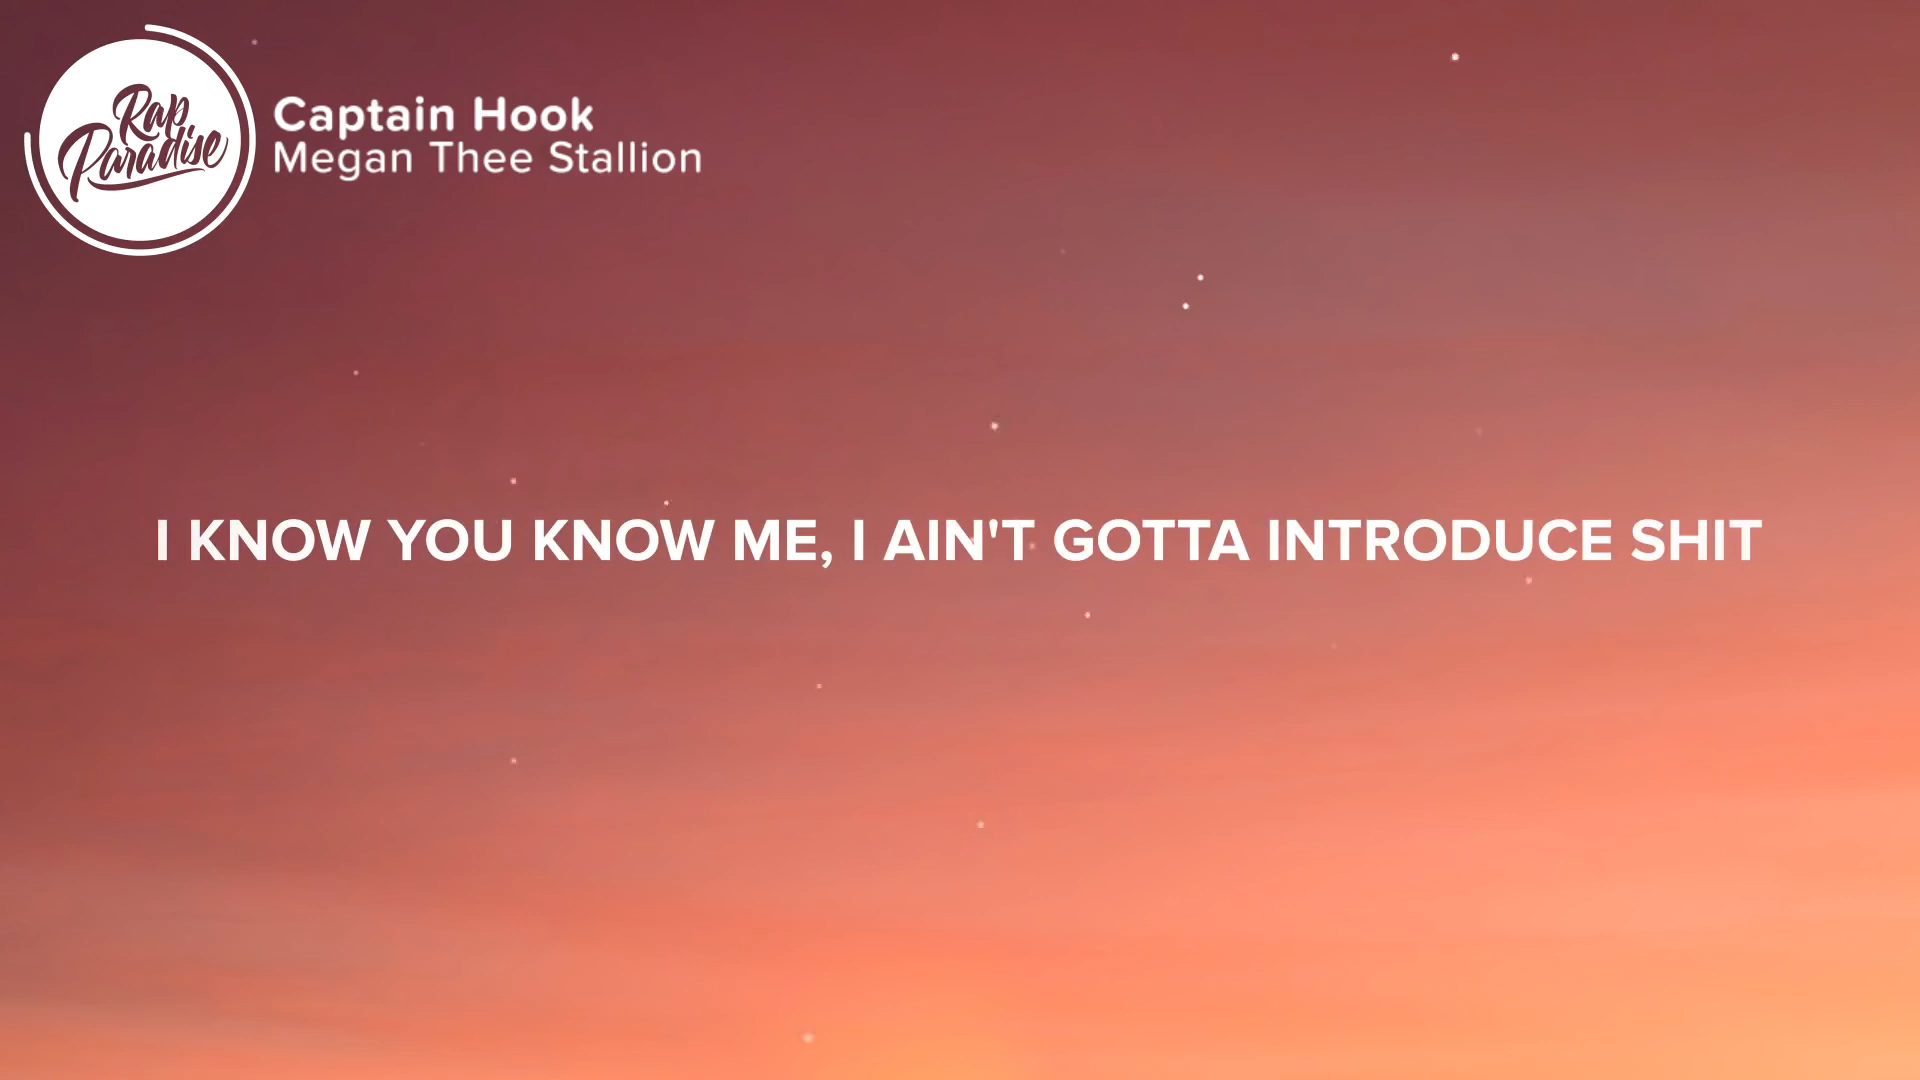 Rap
Paradise
Captain Hook
Megan Thee Stallion
I KNOW YOU KNOW ME, I AIN'T GOTTA INTRODUCE SHIT